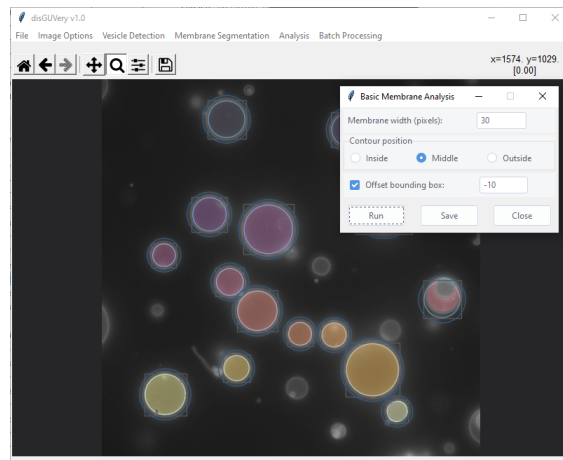 disGUVery v1.0
File Image Options Vesicle Detection Membrane Segmentation Analysis Batch Processing
x=1574. y=1029.
[0.00]
Basic Membrane Analysis
Membrane width (pixels): 30
Contour position
Inside Middle Outside
Offset bounding box: -10
Run Save Close